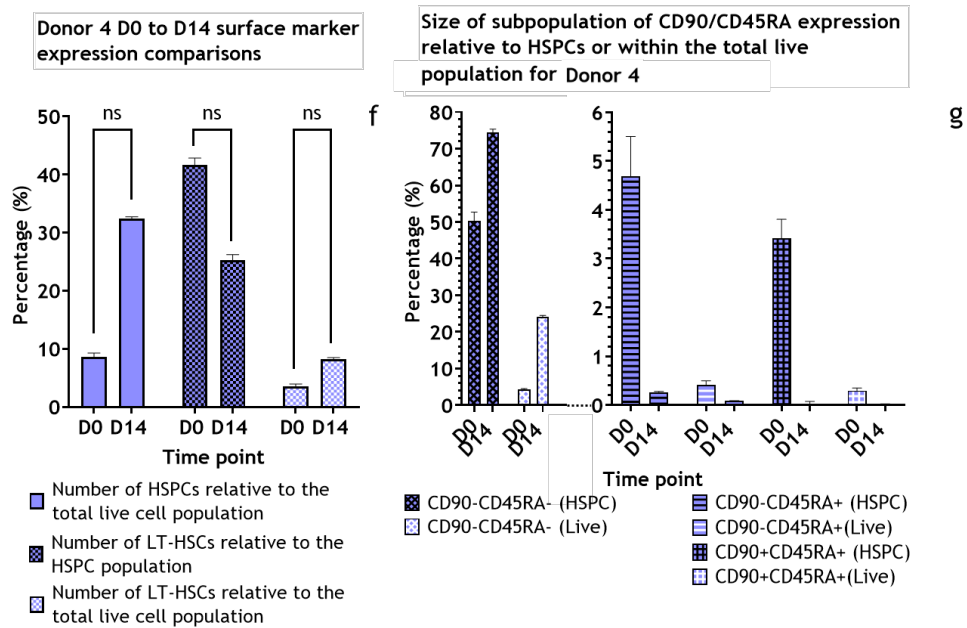 Donor 4 D0 to D14 surface marker
expression comparisons
ns
ns
ns
50
40
30
20
10
0
Percentage (%)
D0 D14
D0 D14
D0 D14
Time point
Number of HSPCs relative to the
total live cell population
Number of LT-HSCs relative to the
HSPC population
Number of LT-HSCs relative to the
total live cell population
f
Size of subpopulation of CD90/CD45RA expression
relative to HSPCs or within the total live
population for Donor 4
80
70
60
50
40
30
20
10
0
Percentage (%)
D0
D14
D0
D14
6
5
4
3
2
1
0
D0
D14
D0
D14
D0
D14
D0
D14
Time point
CD90-CD45RA- (HSPC)
CD90-CD45RA- (Live)
CD90-CD45RA+ (HSPC)
CD90-CD45RA+(Live)
CD90+CD45RA+ (HSPC)
CD90+CD45RA+(Live)
g